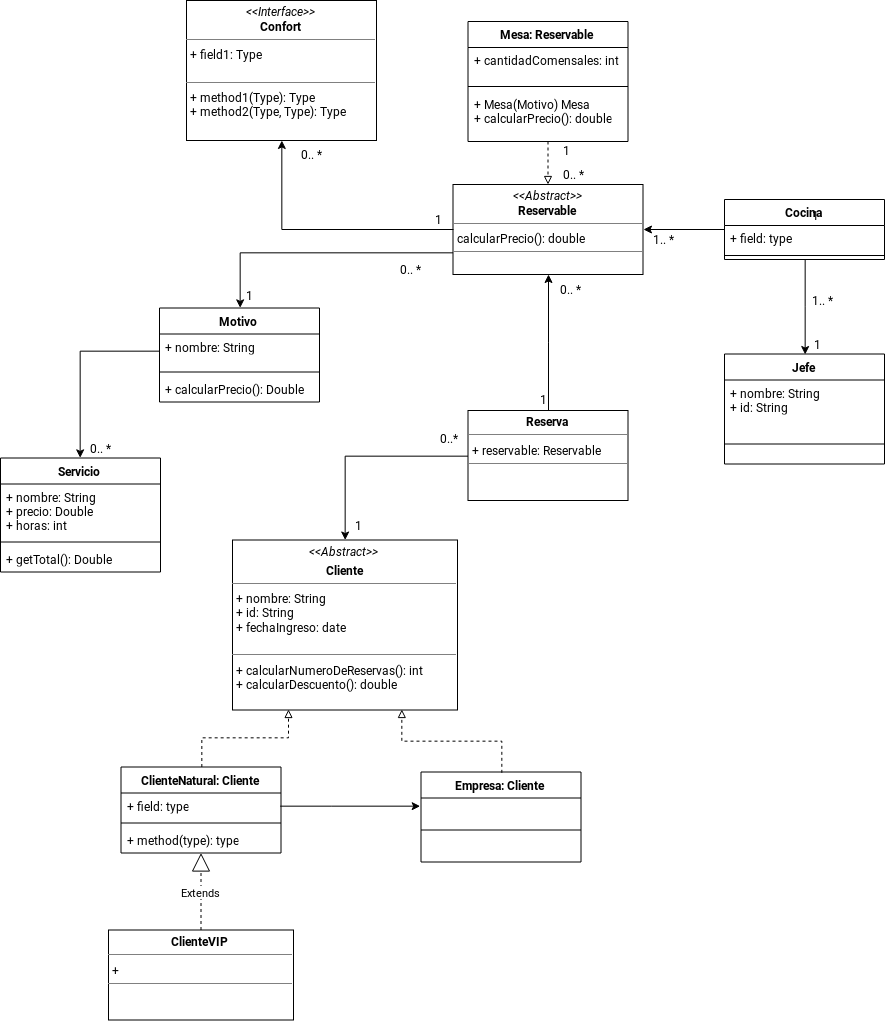 <<Interface>>
Confort
+ field1: Type
+ method1(Type): Type
+ method2(Type, Type): Type
0.. *
Mesa: Reservable
+ cantidadComensales: int
+ Mesa(Motivo) Mesa
+ calcularPrecio(): double
1
0.. *
<<Abstract>>
Reservable
calcularPrecio(): double
1
0.. *
1.. *
0.. *
Cocina
+ field: type
1.. *
1
Jefe
+ nombre: String
+ id: String
1
Motivo
+ nombre: String
+ calcularPrecio(): Double
0.. *
Servicio
+ nombre: String
+ precio: Double
+ horas: int
+ getTotal(): Double
1
Reserva
+ reservable: Reservable
0..*
1
<<Abstract>>
Cliente
+ nombre: String
+ id: String
+ fechaIngreso: date
+ calcularNumeroDeReservas(): int
+ calcularDescuento(): double
ClienteNatural: Cliente
+ field: type
+ method(type): type
Empresa: Cliente
Extends
ClienteVIP
+